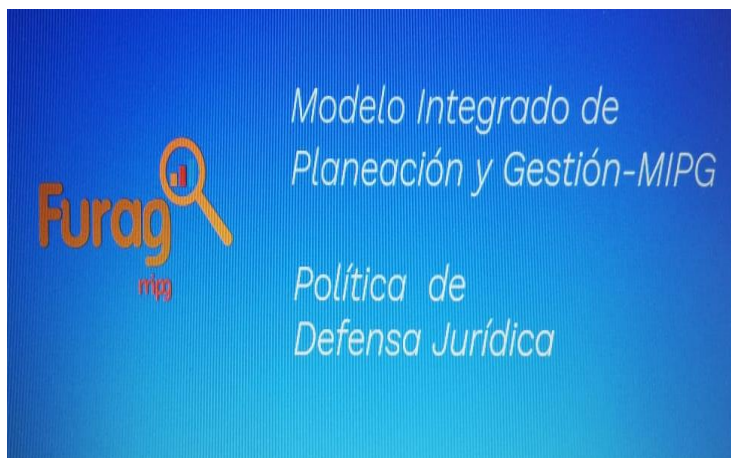 Modelo Integrado de
Planeación y Gestión-MIPG
Furag
mipg
Política de
Defensa Jurídica